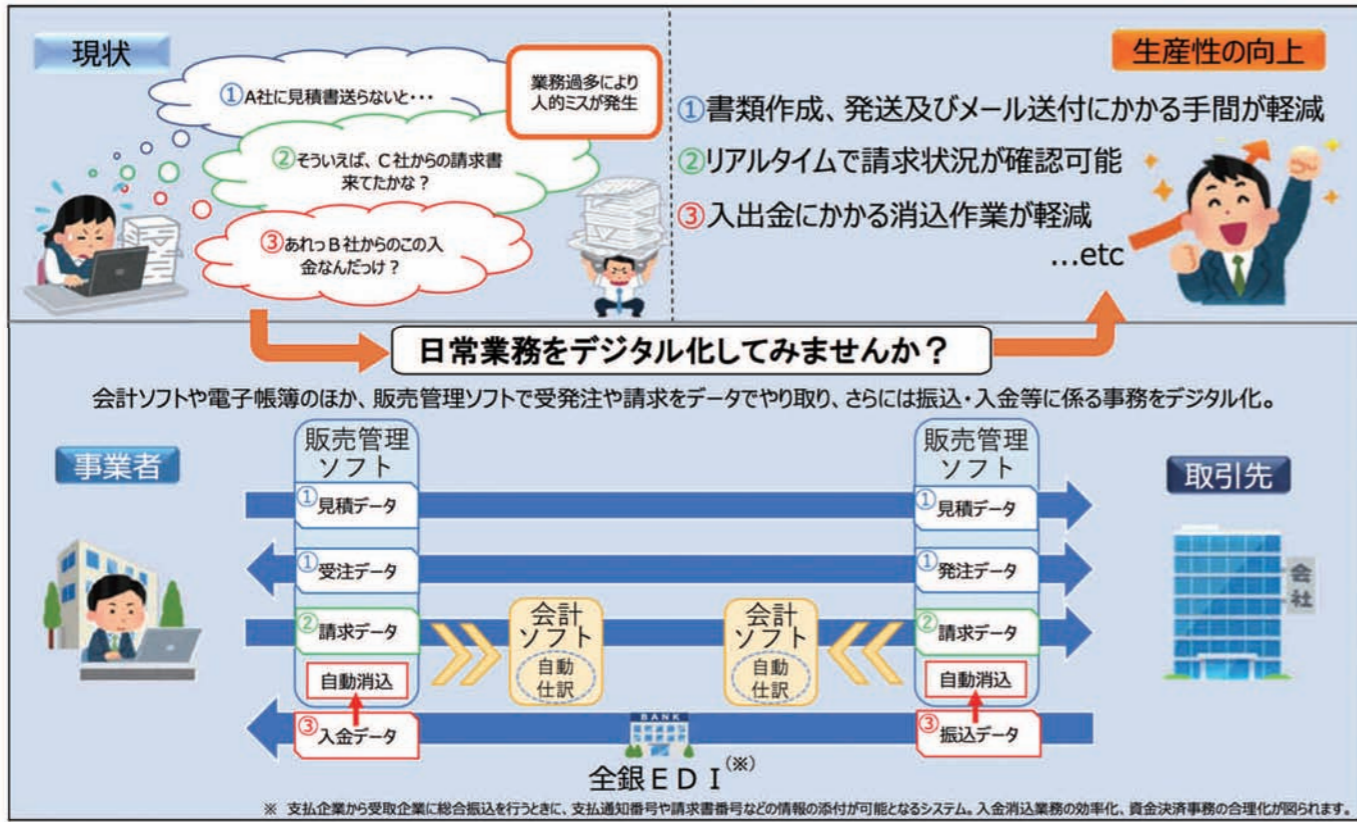 現状
①A社に見積書送らないと・・・
業務過多により
人的ミスが発生
②そういえば、C社からの請求書
来てたかな？
③あれっB社からのこの入
金なんだっけ？
生産性の向上
①書類作成、発送及びメール送付にかかる手間が軽減
②リアルタイムで請求状況が確認可能
③入出金にかかる消込作業が軽減
...etc
日常業務をデジタル化してみませんか？
会計ソフトや電子帳簿のほか、販売管理ソフトで受発注や請求をデータでやり取り、さらには振込・入金等に係る事務をデジタル化。
事業者
販売管理
ソフト
①見積データ
①受注データ
②請求データ
自動消込
③入金データ
会計
ソフト
自動
仕訳
会計
ソフト
自動
仕訳
販売管理
ソフト
①見積データ
①発注データ
②請求データ
自動消込
③振込データ
取引先
会
社
BANK
全銀EDI(※)
※ 支払企業から受取企業に総合振込を行うときに、支払通知番号や請求書番号などの情報の添付が可能となるシステム。入金消込業務の効率化、資金決済事務の合理化が図られます。